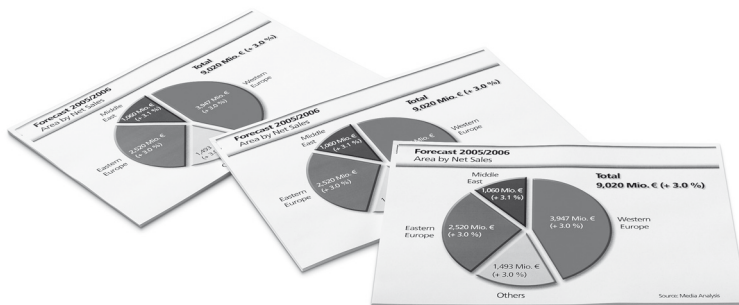 Forecast 2005/2006
Area by Net Sales
Total
9,020 Mio. € (+ 3.0 %)
Middle
East
1,060 Mio. €
(+ 3.1 %)
3,947 Mio. €
(+ 3.0 %)
Western
Europe
Eastern
Europe
2,520 Mio. €
(+ 3.0 %)
1,493
Forecast 2005/2006
Area by Net Sales
Total
9,020 Mio. € (+ 3.0 %)
Middle
East
1,060 Mio. €
(+ 3.1 %)
Western
Eastern
Europe
2,520 Mio. €
(+ 3.0 %)
Forecast 2005/2006
Area by Net Sales
Total
9,020 Mio. € (+ 3.0 %)
Middle
East
1,060 Mio. €
(+ 3.1 %)
3,947 Mio. €
(+ 3.0 %)
Western
Europe
Eastern
Europe
2,520 Mio. €
(+ 3.0 %)
1,493 Mio. €
(+ 3.0 %)
Others
Source: Media Analysis